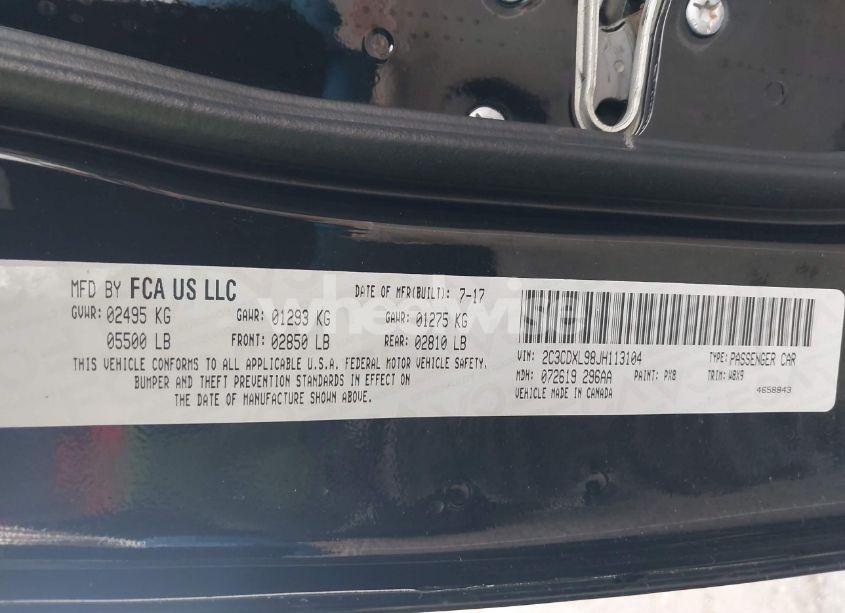 MFD BY FCA US LLC
DATE OF MFR(BUILT): 7-17
GVWR: 02495 KG GAWR: 01293 KG GAWR: 01275 KG
05500 LB FRONT: 02850 LB REAR: 02810 LB
THIS VEHICLE CONFORMS TO ALL APPLICABLE U.S.A. FEDERAL MOTOR VEHICLE SAFETY,
BUMPER AND THEFT PREVENTION STANDARDS IN EFFECT ON
THE DATE OF MANUFACTURE SHOWN ABOVE.
VIN: 2C3CDXL98JH113104 TYPE: PASSENGER CAR
MDH: 072619 296AA PAINT: PX8 TRIM: W8X9
VEHICLE MADE IN CANADA 4658843
wheelwise